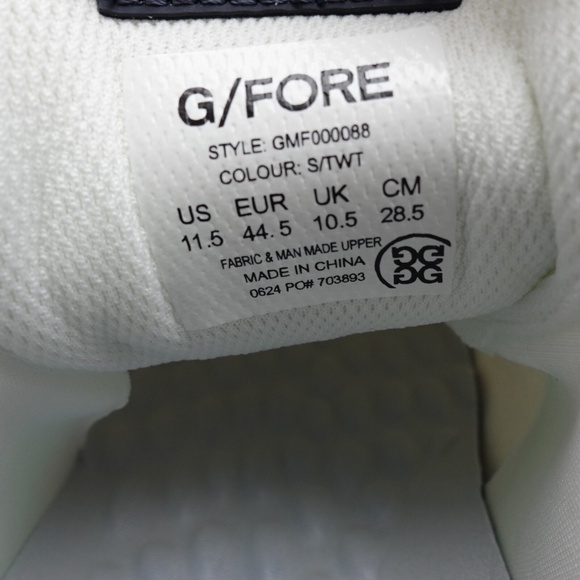 G/FORE
STYLE: GMF000088
COLOUR: S/TWT
US EUR UK CM
11.5 44.5 10.5 28.5
FABRIC & MAN MADE UPPER
MADE IN CHINA
0624 PO# 703893